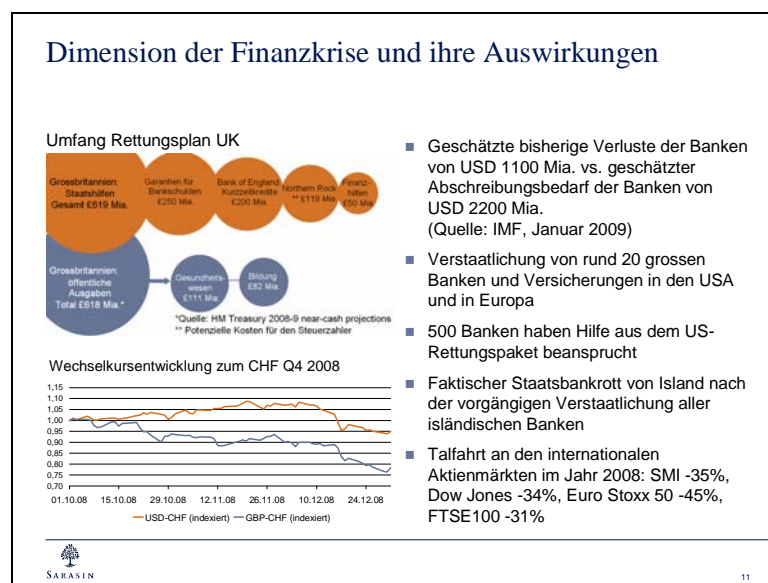 Dimension der Finanzkrise und ihre Auswirkungen
Umfang Rettungsplan UK
Grossbritannien:
Staatshilfen
Gesamt £619 Mia.
Garantien für
Bankschulden
£250 Mia.
Bank of England
Kurzzeitkredite
£200 Mia.
Northern Rock
** £119 Mia.
Finanz-
hilfen
£50 Mia.
Grossbritannien:
öffentliche
Ausgaben
Total £618 Mia.*
Gesundheits-
wesen
£111 Mia.
Bildung
£82 Mia.
*Quelle: HM Treasury 2008-9 near-cash projections
** Potenzielle Kosten für den Steuerzahler
Wechselkursentwicklung zum CHF Q4 2008
1,15
1,10
1,05
1,00
0,95
0,90
0,85
0,80
0,75
0,70
01.10.08 15.10.08 29.10.08 12.11.08 26.11.08 10.12.08 24.12.08
USD-CHF (indexiert) GBP-CHF (indexiert)
■ Geschätzte bisherige Verluste der Banken
von USD 1100 Mia. vs. geschätzter
Abschreibungsbedarf der Banken von
USD 2200 Mia.
(Quelle: IMF, Januar 2009)
■ Verstaatlichung von rund 20 grossen
Banken und Versicherungen in den USA
und in Europa
■ 500 Banken haben Hilfe aus dem US-
Rettungspaket beansprucht
■ Faktischer Staatsbankrott von Island nach
der vorgängigen Verstaatlichung aller
isländischen Banken
■ Talfahrt an den internationalen
Aktienmärkten im Jahr 2008: SMI -35%,
Dow Jones -34%, Euro Stoxx 50 -45%,
FTSE100 -31%
SARASIN
11